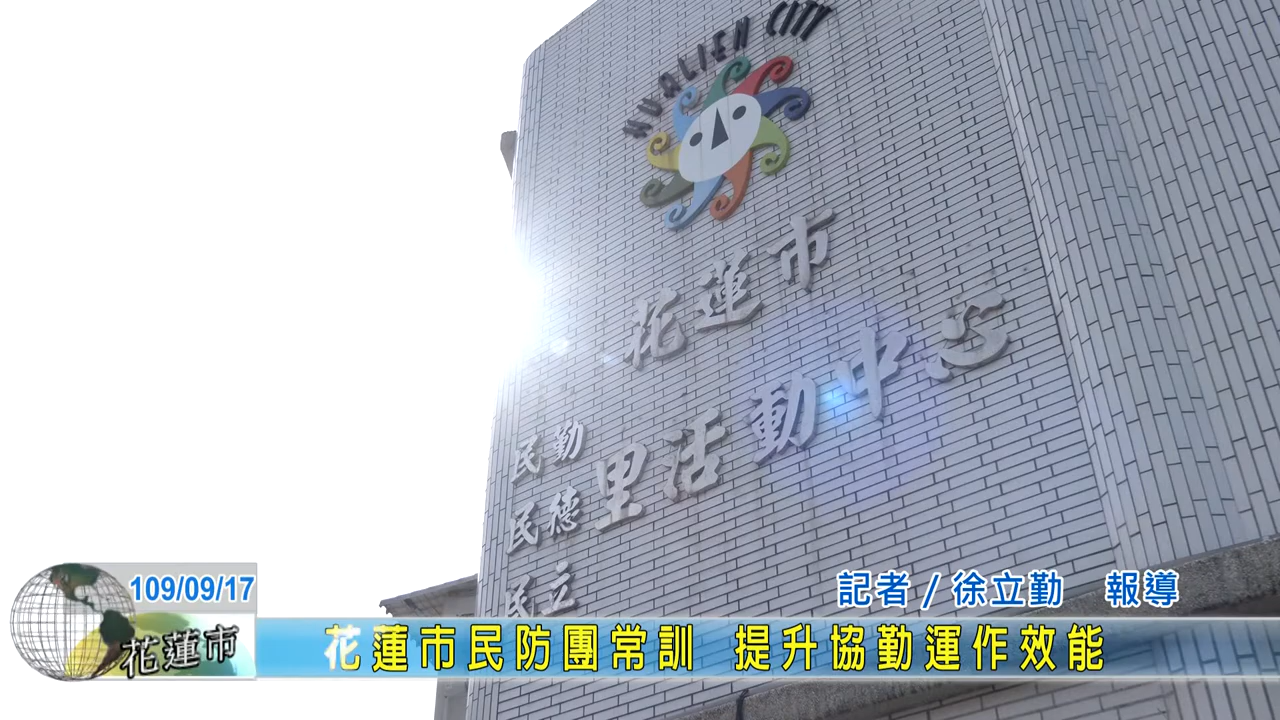 HUALIEN CITY
花蓮市
民勤
民德
民立
里活動中心
109/09/17
花蓮市
記者/徐立勤 報導
花蓮市民防團常訓 提升協勤運作效能